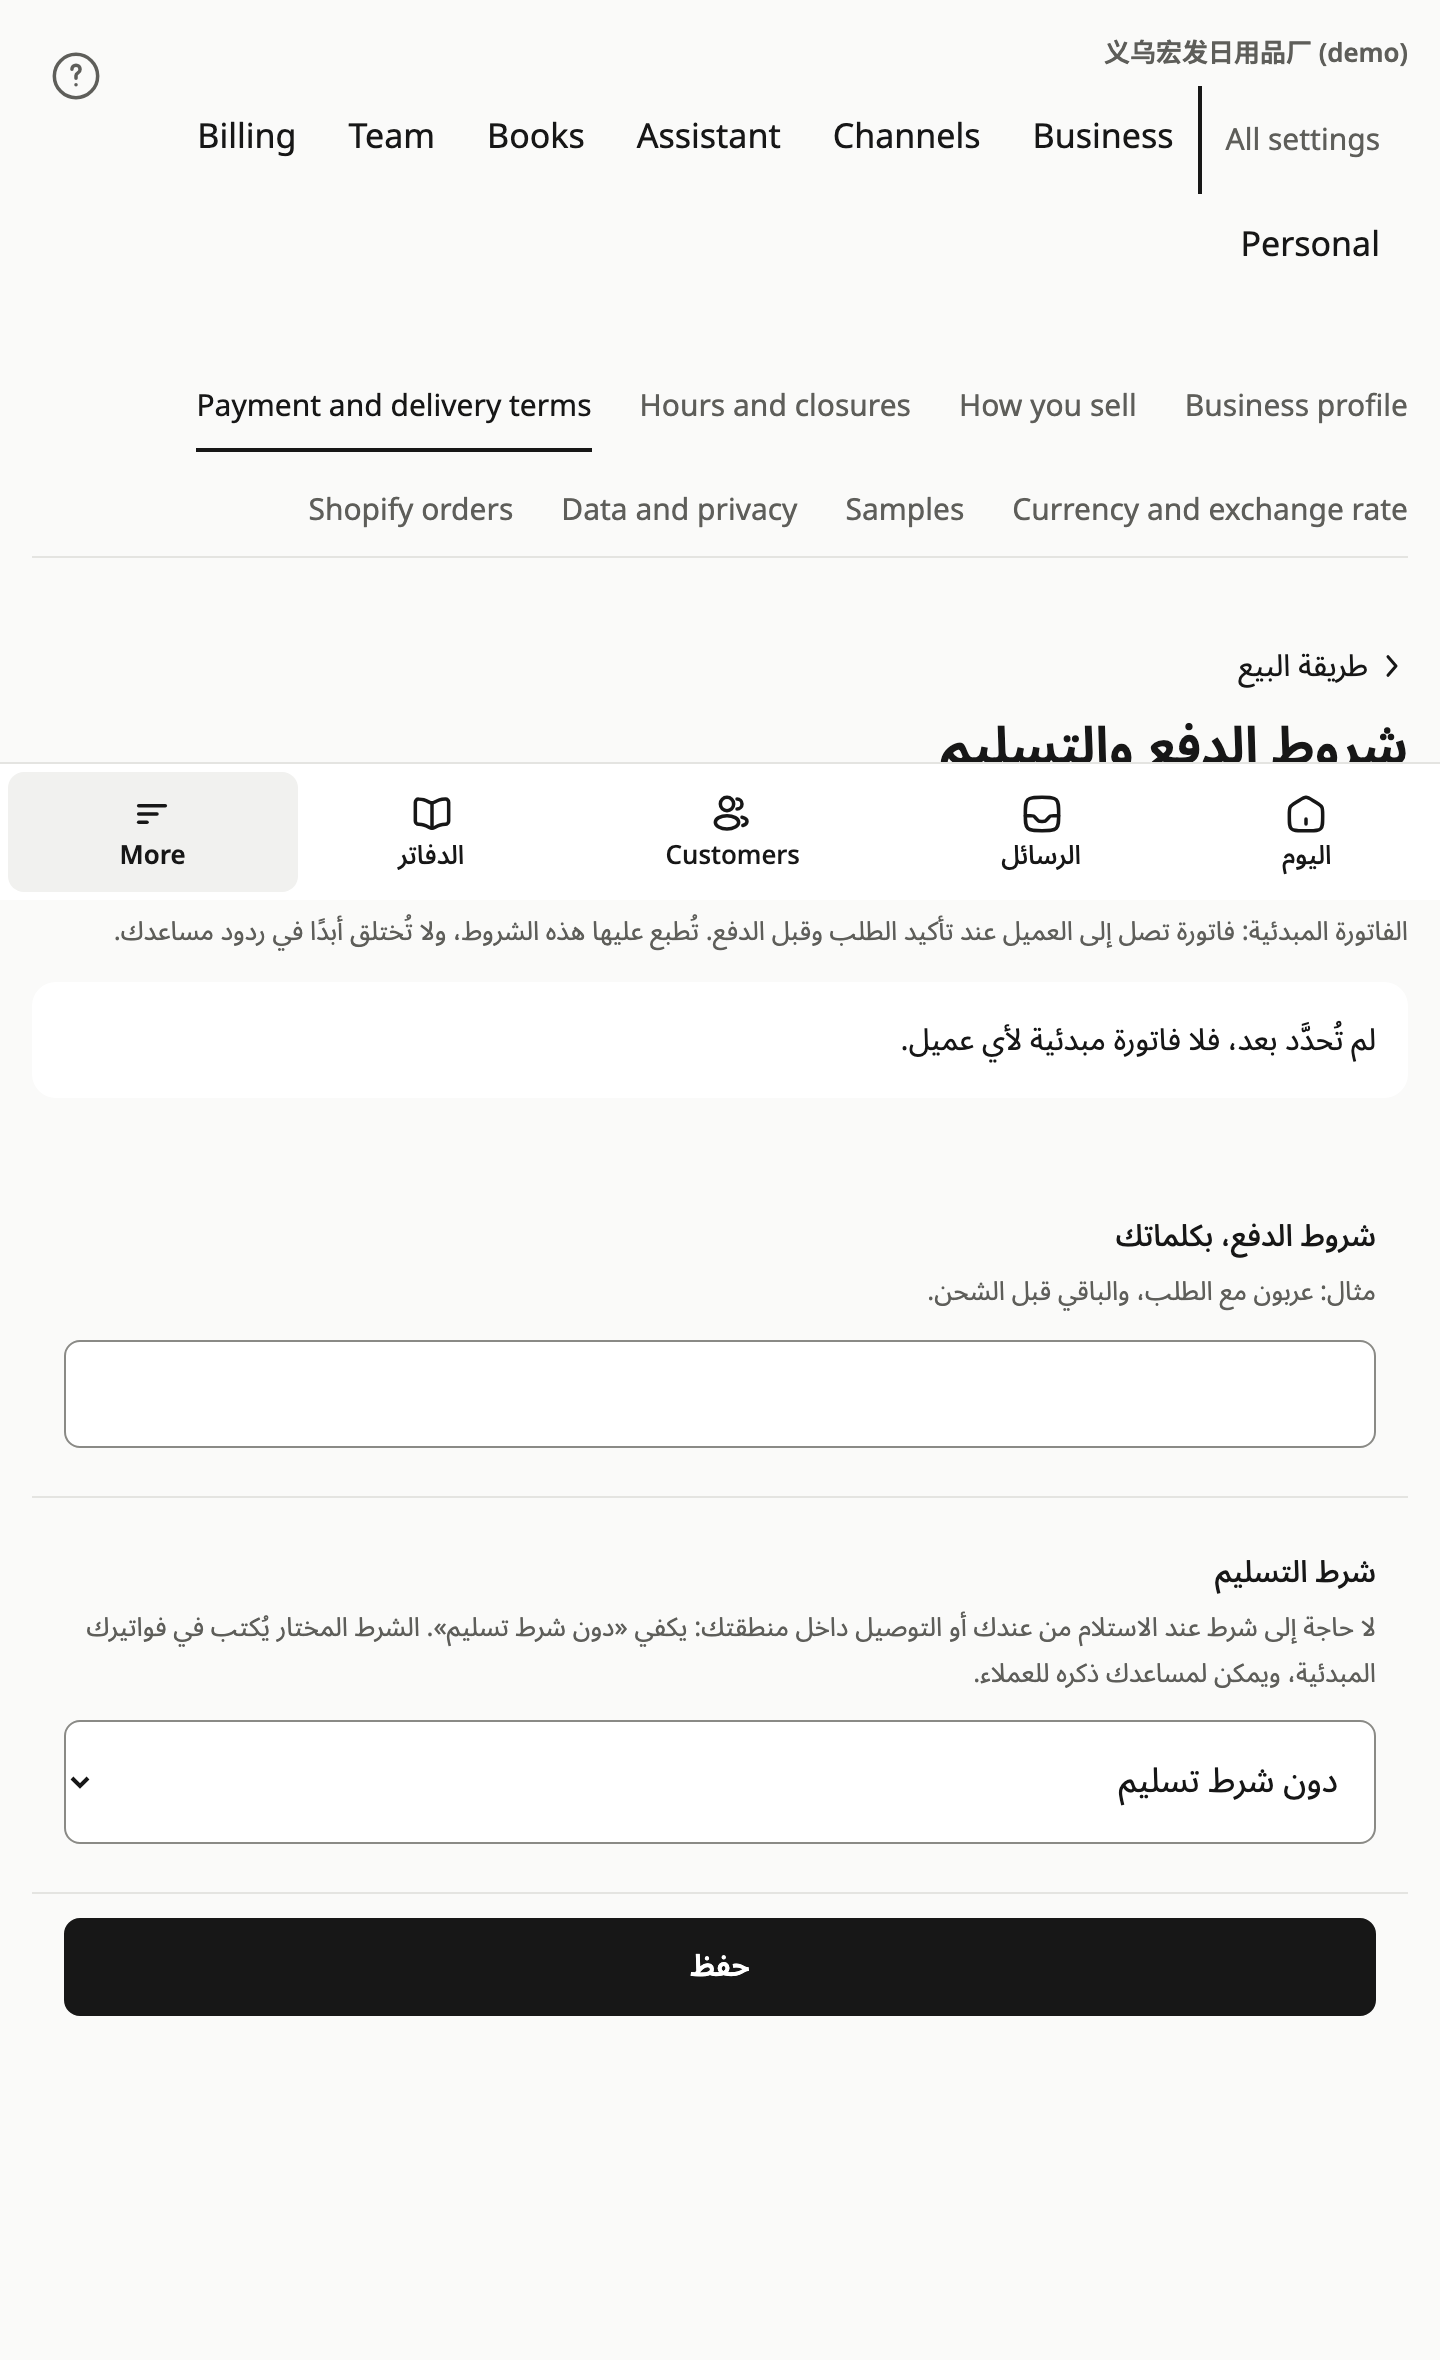 义乌宏发日用品厂 (demo)
All settings
Business
Channels
Assistant
Books
Team
Billing
Personal
Business profile
How you sell
Hours and closures
Payment and delivery terms
Currency and exchange rate
Samples
Data and privacy
Shopify orders
طريقة البيع
شروط الدفع والتسليم
اليوم
الرسائل
Customers
الدفاتر
More
الفاتورة المبدئية: فاتورة تصل إلى العميل عند تأكيد الطلب وقبل الدفع. تُطبع عليها هذه الشروط، ولا تُختلق أبدًا في ردود مساعدك.
لم تُحدَّد بعد، فلا فاتورة مبدئية لأي عميل.
شروط الدفع، بكلماتك
مثال: عربون مع الطلب، والباقي قبل الشحن.
شرط التسليم
لا حاجة إلى شرط عند الاستلام من عندك أو التوصيل داخل منطقتك: يكفي «دون شرط تسليم». الشرط المختار يُكتب في فواتيرك
المبدئية، ويمكن لمساعدك ذكره للعملاء.
دون شرط تسليم
حفظ